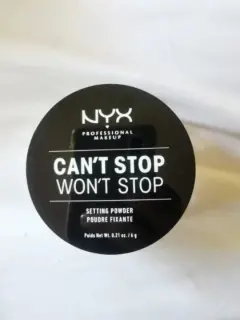 NYX
PROFESSIONAL
MAKEUP
CAN'T STOP
WON'T STOP
SETTING POWDER
POUDRE FIXANTE
Poids Net Wt. 0.21 oz. / 6 g